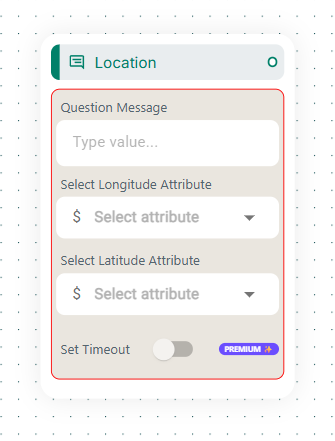 Location
Question Message
Type value...
Select Longitude Attribute
$ Select attribute
Select Latitude Attribute
$ Select attribute
Set Timeout PREMIUM ✨